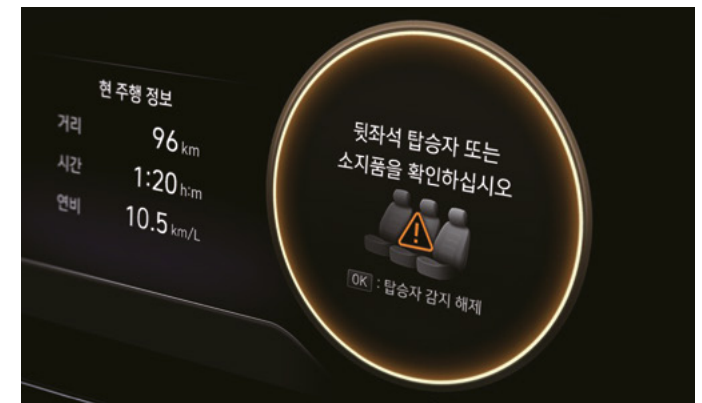 현 주행 정보
거리 96 km
시간 1:20 h:m
연비 10.5 km/L
뒷좌석 탑승자 또는
소지품을 확인하십시오
OK : 탑승자 감지 해제